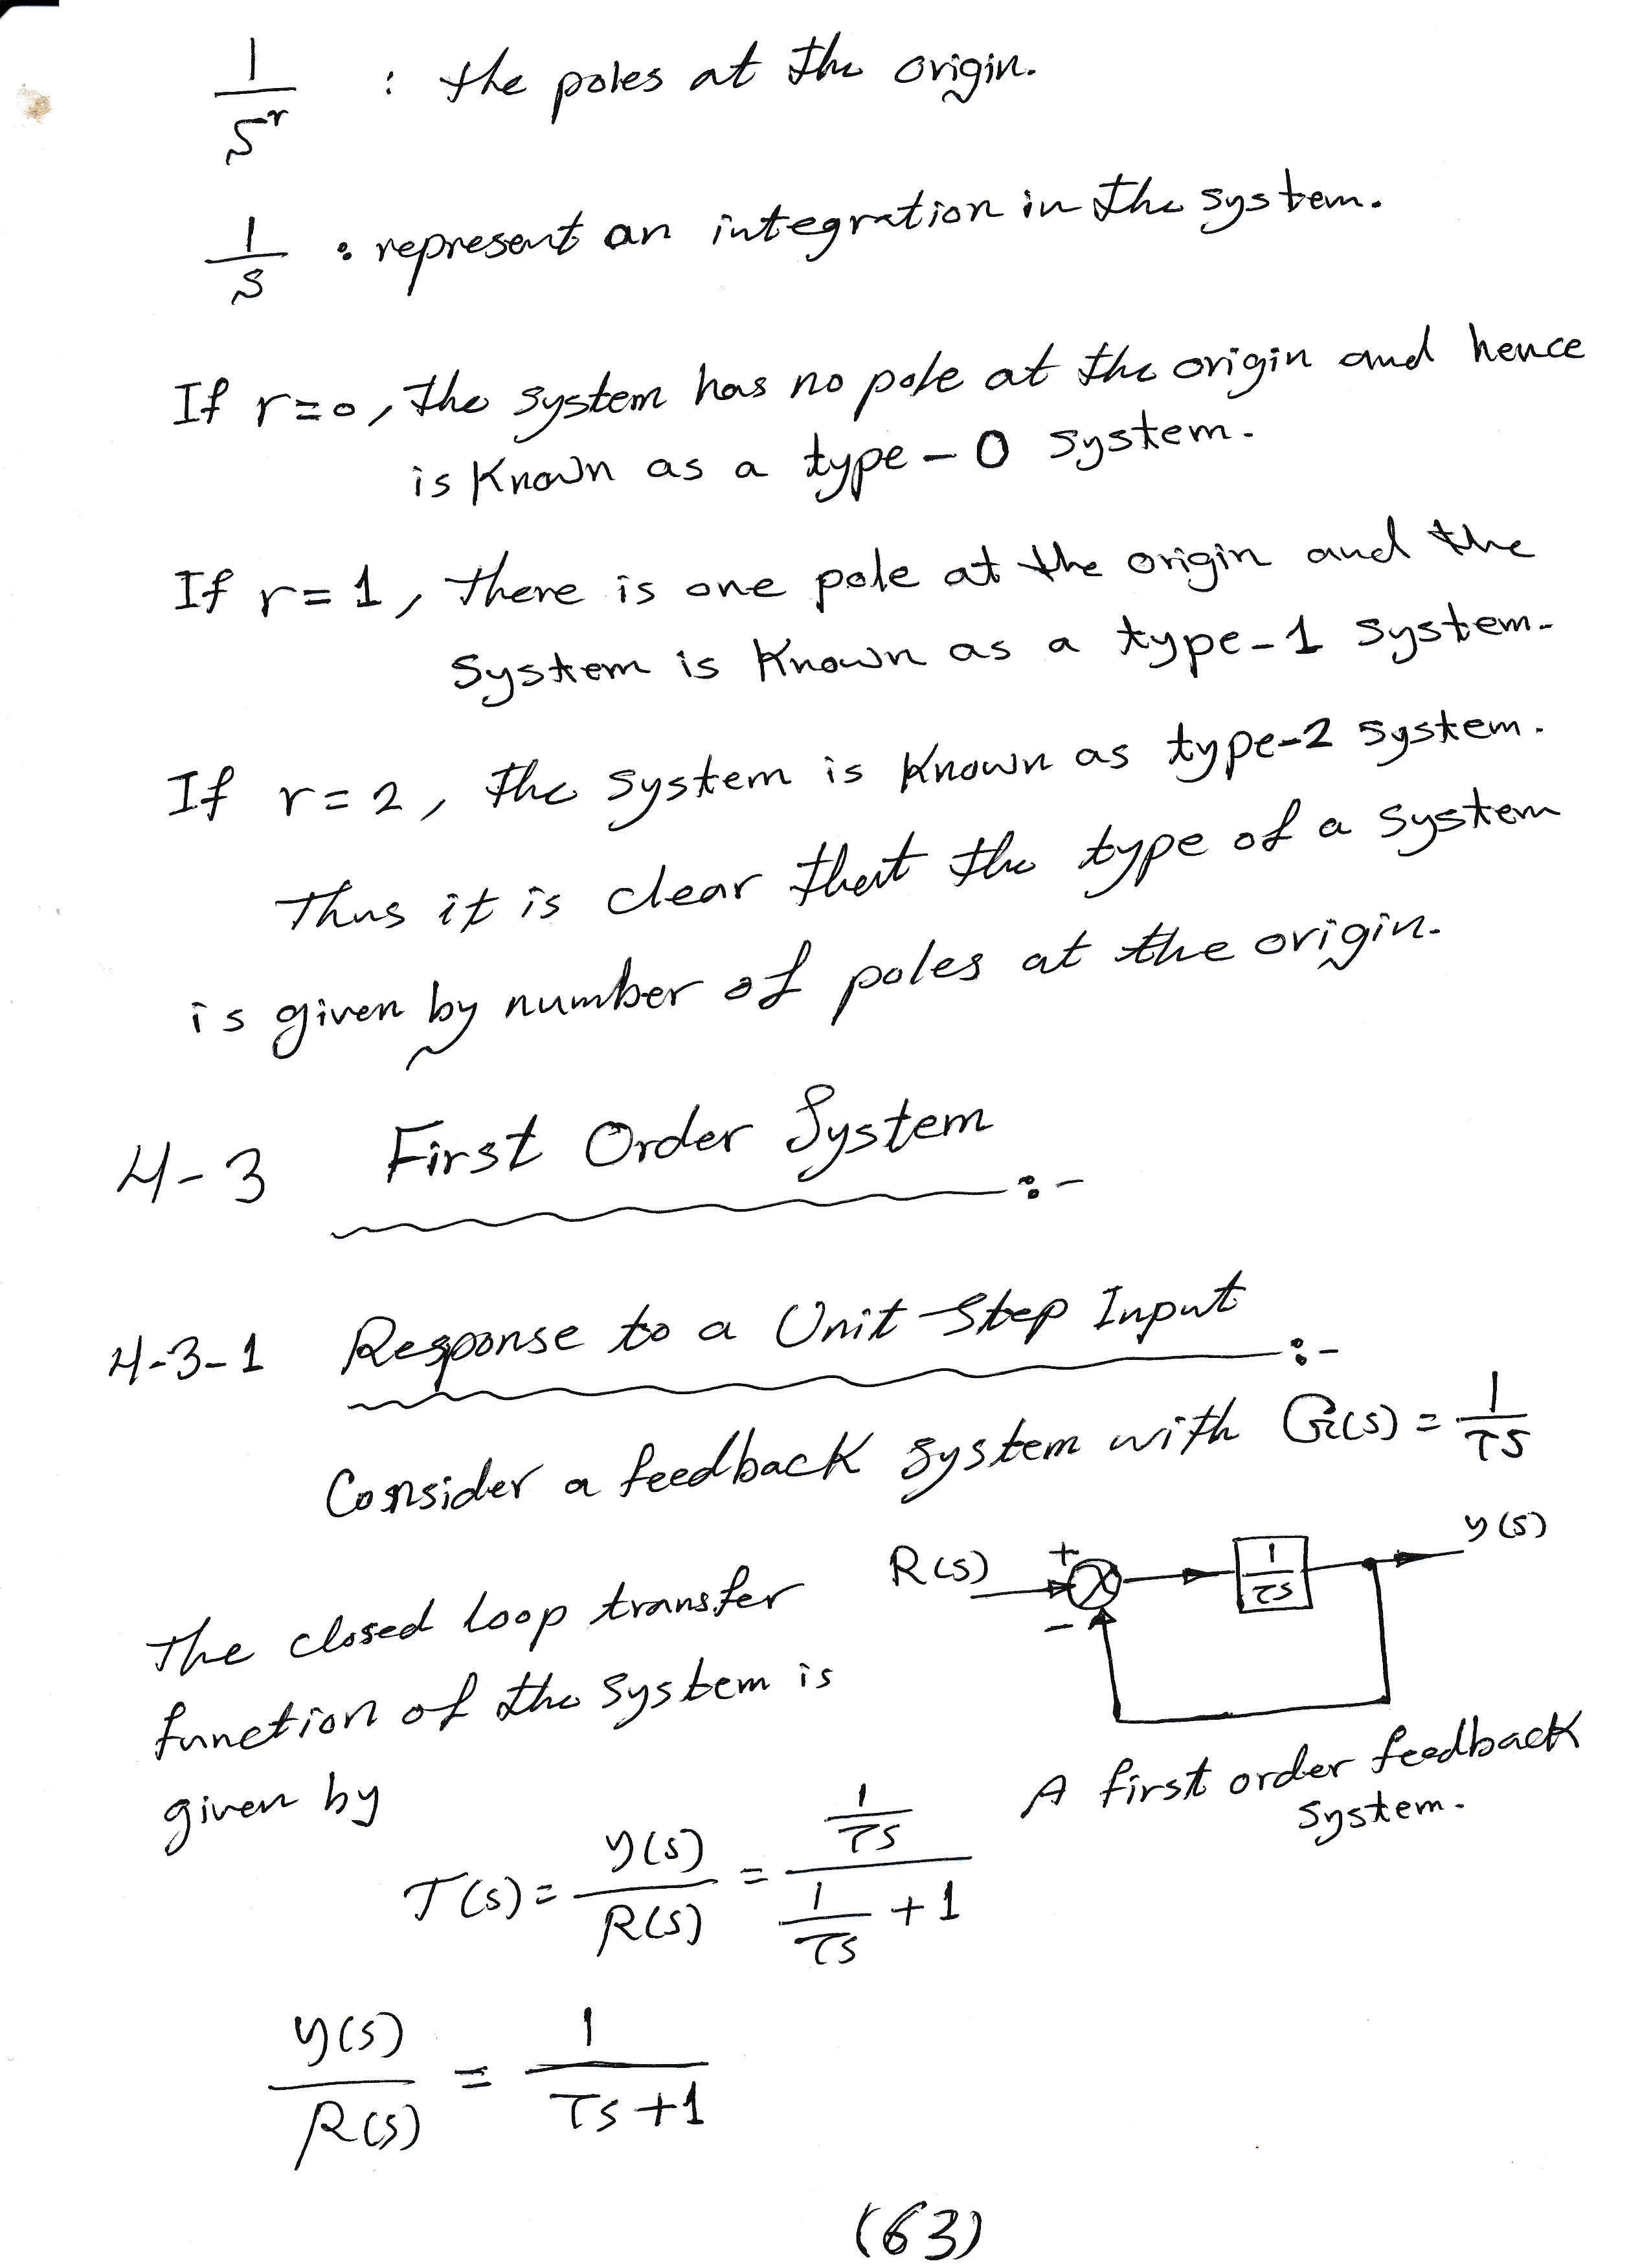 1/s^r : the poles at the origin.
1/s : represent an integration in the system.
If r=0, the system has no pole at the origin and hence
is Known as a type-0 system.
If r=1, there is one pole at the origin and the
system is Known as a type-1 system.
If r=2, the system is Known as type-2 system.
Thus it is clear that the type of a system
is given by number of poles at the origin.
4-3 First Order System :-
4-3-1 Response to a Unit Step Input :-
Consider a feedback system with G(s) = 1/τs
R(s) + - 1/τs y(s)
The closed loop transfer
function of the system is
given by
A first order feedback
system.
T(s) = y(s)/R(s) = (1/τs)/(1/τs + 1)
y(s)/R(s) = 1/(τs+1)
(63)